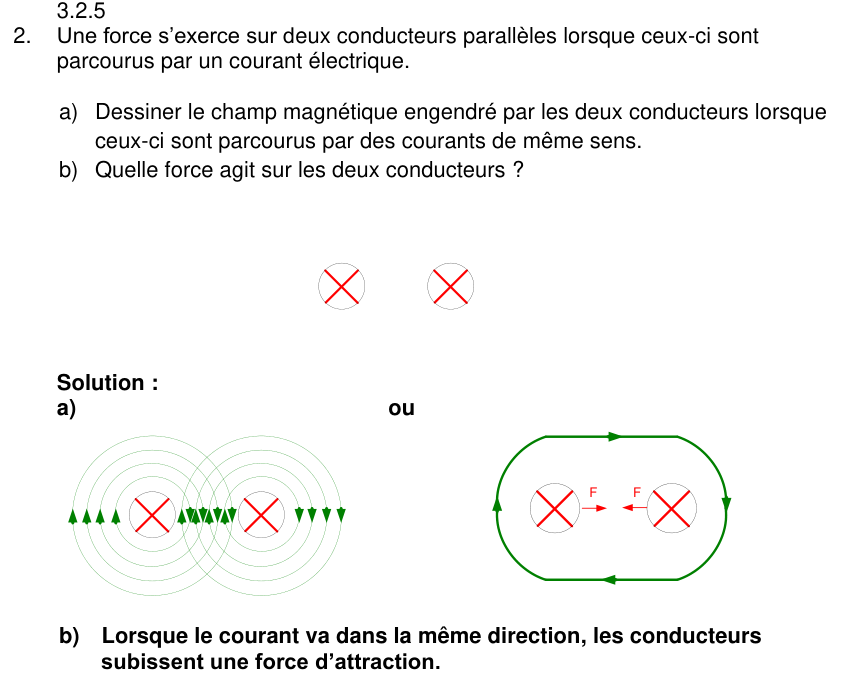 3.2.5
2. Une force s’exerce sur deux conducteurs parallèles lorsque ceux-ci sont
parcourus par un courant électrique.
a) Dessiner le champ magnétique engendré par les deux conducteurs lorsque
ceux-ci sont parcourus par des courants de même sens.
b) Quelle force agit sur les deux conducteurs ?
Solution :
a) ou
F F
b) Lorsque le courant va dans la même direction, les conducteurs
subissent une force d’attraction.